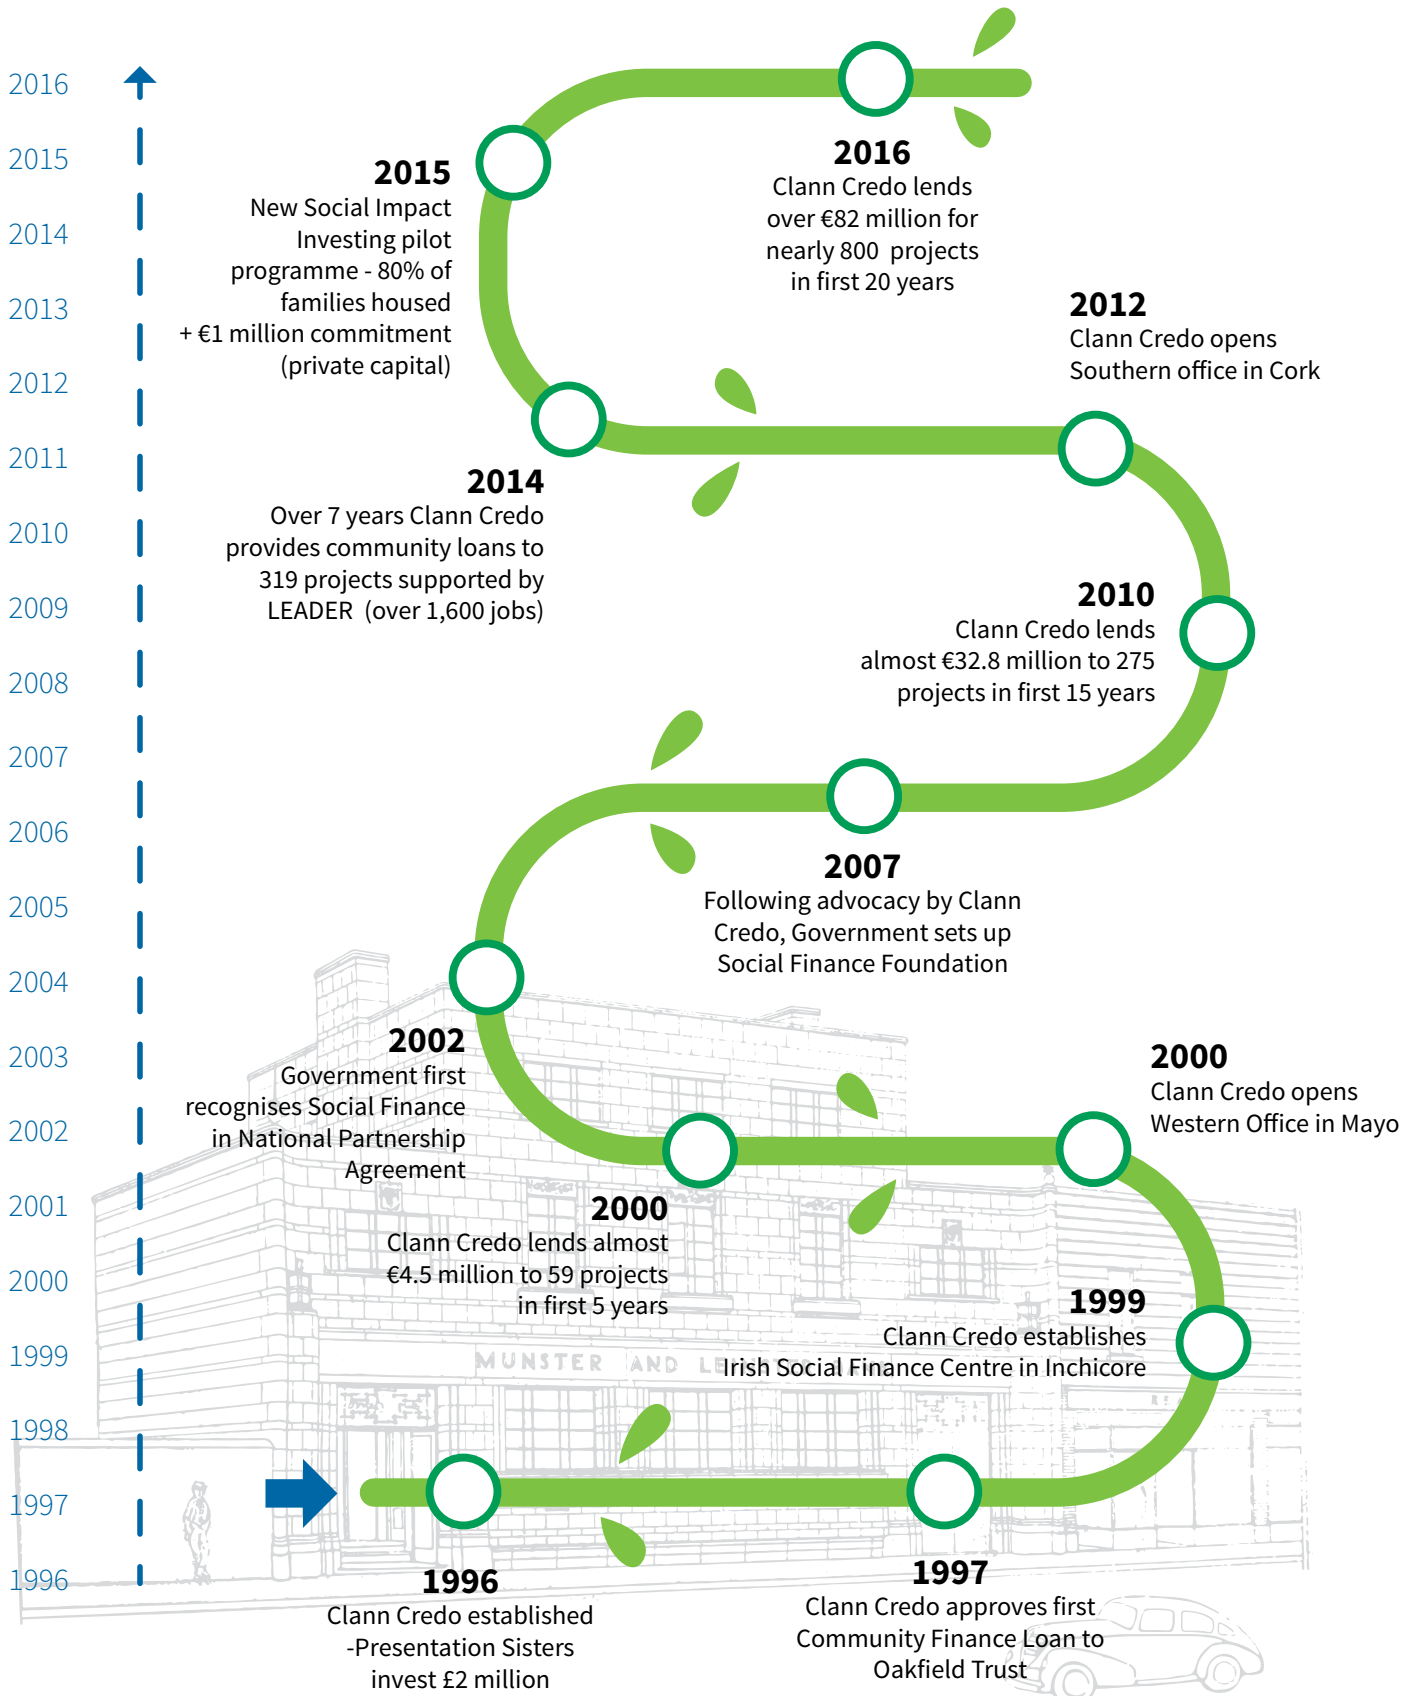 2016
2015
2014
2013
2012
2011
2010
2009
2008
2007
2006
2005
2004
2003
2002
2001
2000
1999
1998
1997
1996
2016
Clann Credo lends
over €82 million for
nearly 800 projects
in first 20 years
2015
New Social Impact
Investing pilot
programme - 80% of
families housed
+ €1 million commitment
(private capital)
2012
Clann Credo opens
Southern office in Cork
2014
Over 7 years Clann Credo
provides community loans to
319 projects supported by
LEADER (over 1,600 jobs)
2010
Clann Credo lends
almost €32.8 million to 275
projects in first 15 years
2007
Following advocacy by Clann
Credo, Government sets up
Social Finance Foundation
2002
Government first
recognises Social Finance
in National Partnership
Agreement
2000
Clann Credo opens
Western Office in Mayo
2000
Clann Credo lends almost
€4.5 million to 59 projects
in first 5 years
1999
Clann Credo establishes
Irish Social Finance Centre in Inchicore
MUNSTER AND
1996
Clann Credo established
-Presentation Sisters
invest £2 million
1997
Clann Credo approves first
Community Finance Loan to
Oakfield Trust